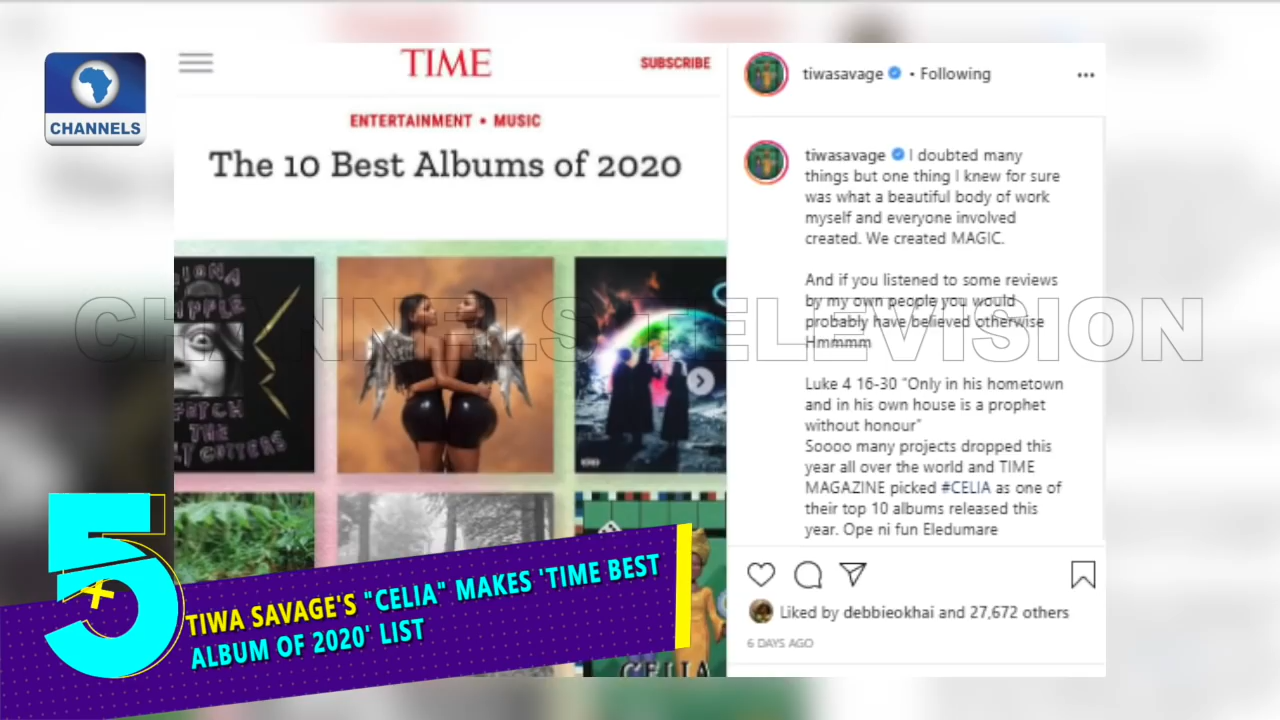 CHANNELS
TIME
SUBSCRIBE
ENTERTAINMENT • MUSIC
The 10 Best Albums of 2020
FETCH
THE
CELIA
tiwasavage • Following
tiwasavage I doubted many
things but one thing I knew for sure
was what a beautiful body of work
myself and everyone involved
created. We created MAGIC.
And if you listened to some reviews
by my own people you would
probably have believed otherwise
Hmmmm
Luke 4 16-30 "Only in his hometown
and in his own house is a prophet
without honour"
Soooo many projects dropped this
year all over the world and TIME
MAGAZINE picked #CELIA as one of
their top 10 albums released this
year. Ope ni fun Eledumare
Liked by debbieokhai and 27,672 others
6 DAYS AGO
CHANNELS TELEVISION
5+
TIWA SAVAGE'S "CELIA" MAKES 'TIME BEST
ALBUM OF 2020' LIST